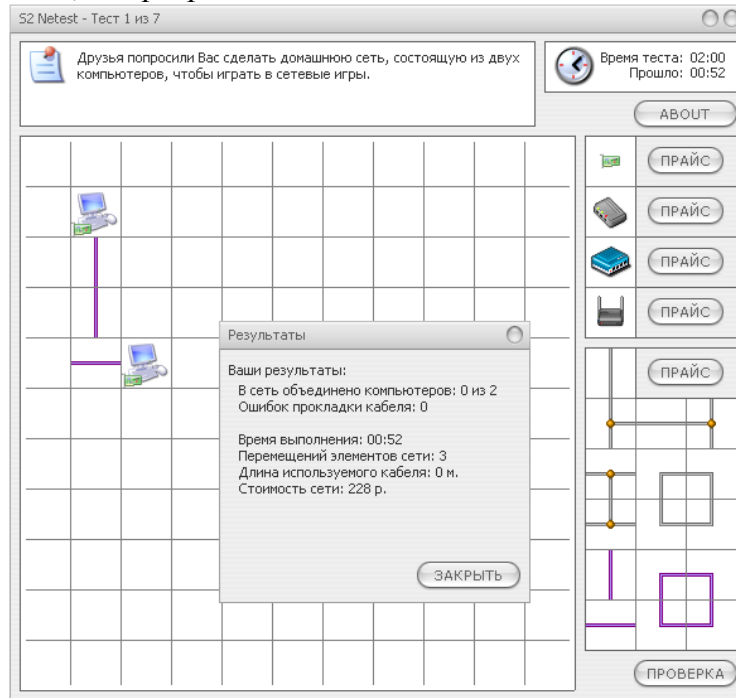 S2 Netest - Тест 1 из 7
Друзья попросили Вас сделать домашнюю сеть, состоящую из двух
компьютеров, чтобы играть в сетевые игры.
Время теста: 02:00
Прошло: 00:52
ABOUT
ПРАЙС
ПРАЙС
ПРАЙС
ПРАЙС
ПРАЙС
Результаты
Ваши результаты:
В сеть объединено компьютеров: 0 из 2
Ошибок прокладки кабеля: 0
Время выполнения: 00:52
Перемещений элементов сети: 3
Длина используемого кабеля: 0 м.
Стоимость сети: 228 р.
ЗАКРЫТЬ
ПРОВЕРКА